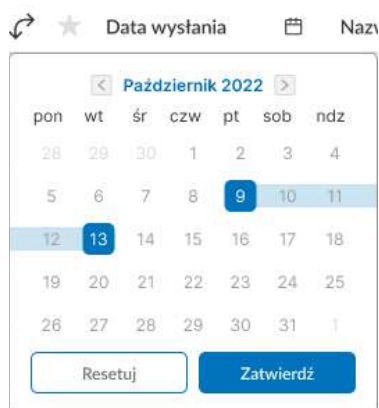 Data wysłania Nazw
< Październik 2022 >
pon wt śr czw pt sob ndz
28 29 30 1 2 3 4
5 6 7 8 9 10 11
12 13 14 15 16 17 18
19 20 21 22 23 24 25
26 27 28 29 30 31 1
Resetuj Zatwierdź